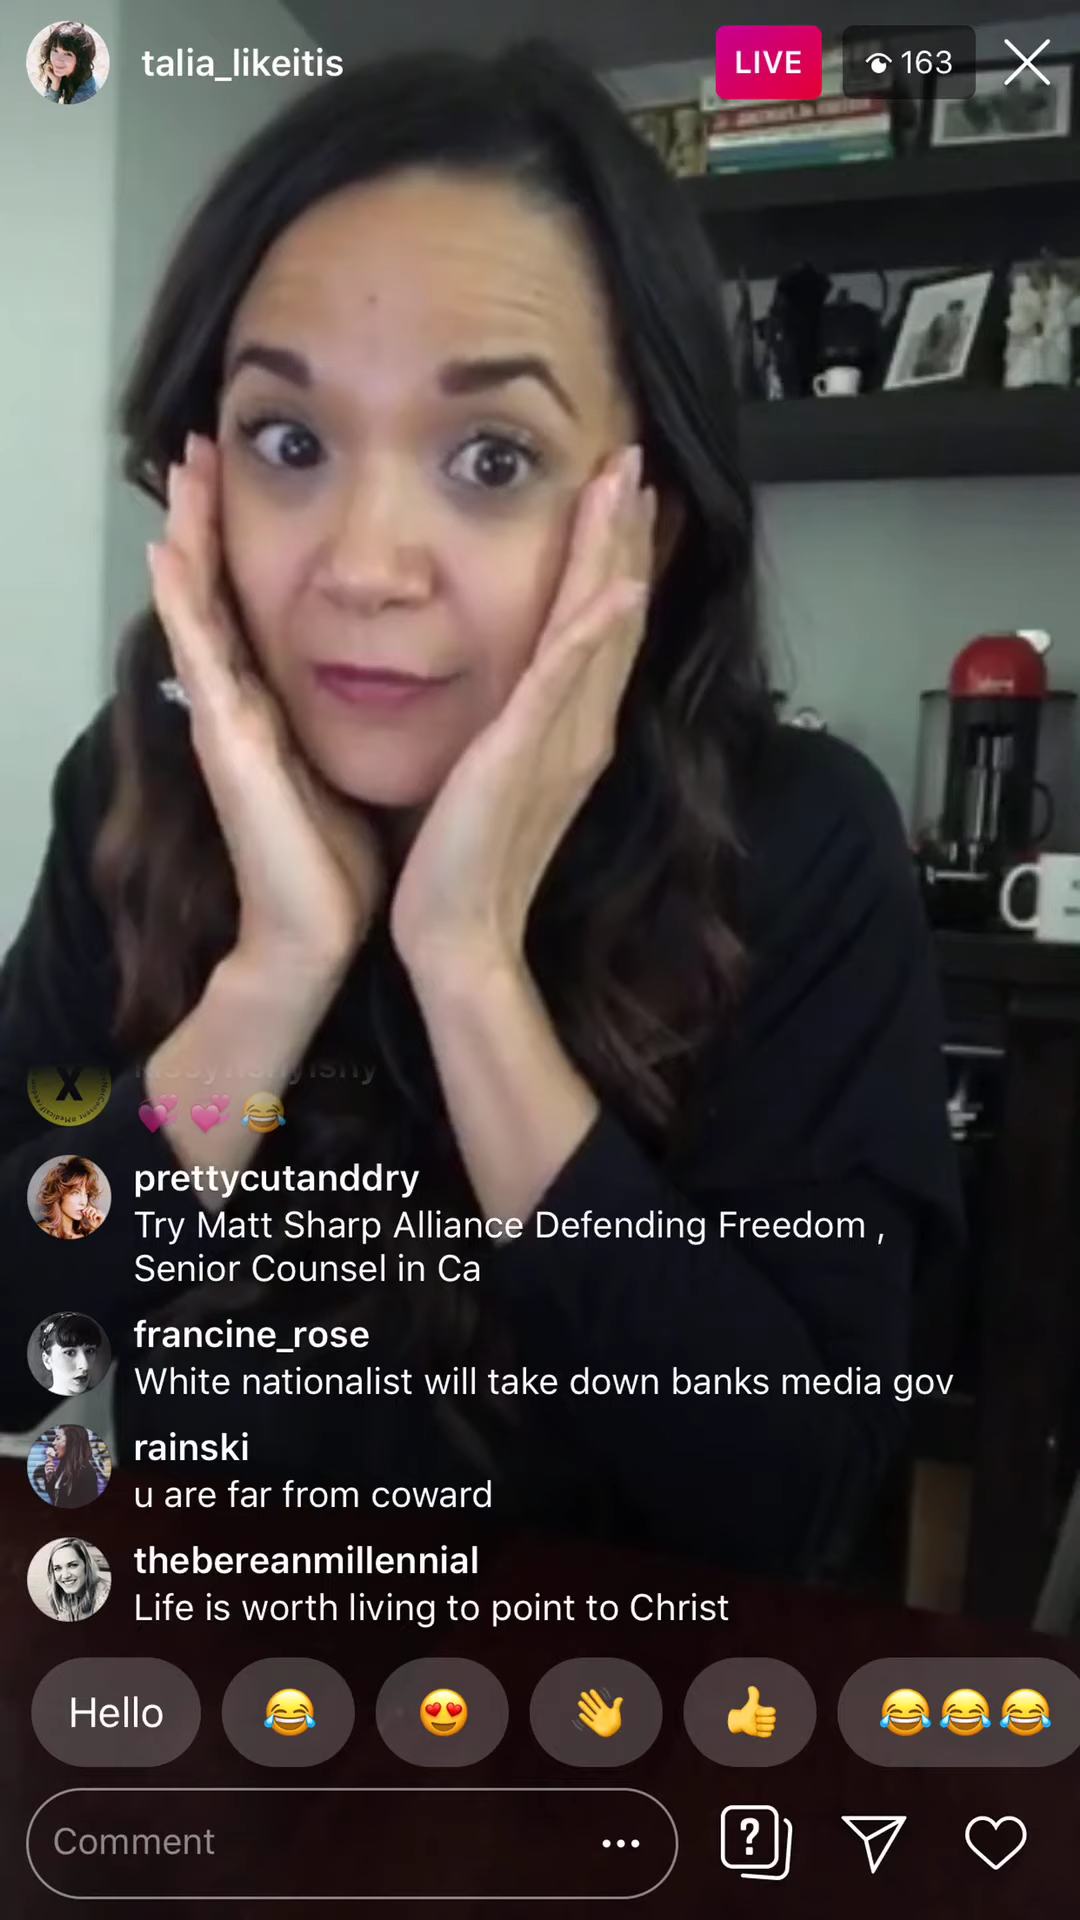 talia_likeitis
LIVE
163
X
prettycutanddry
Try Matt Sharp Alliance Defending Freedom ,
Senior Counsel in Ca
francine_rose
White nationalist will take down banks media gov
rainski
u are far from coward
thebereanmillennial
Life is worth living to point to Christ
Hello
Comment